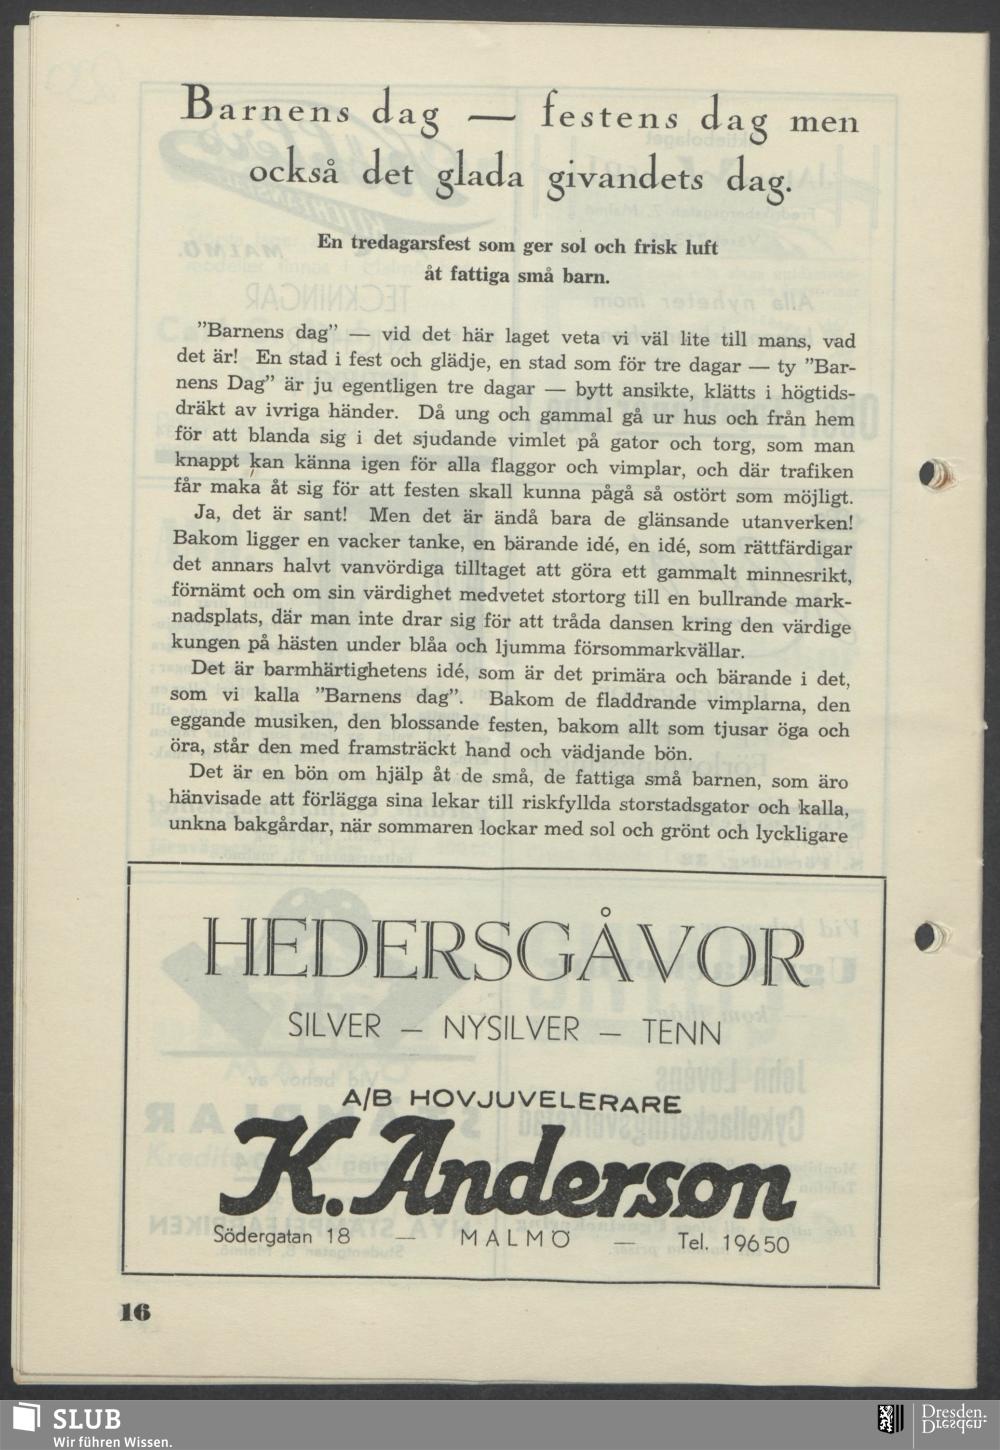 Barnens dag — festens dag men
också det glada givandets dag.
En tredagarsfest som ger sol och frisk luft
åt fattiga små barn.
”Barnens dag” — vid det här laget veta vi väl lite till mans, vad
det är! En stad i fest och glädje, en stad som för tre dagar — ty ”Bar-
nens Dag” är ju egentligen tre dagar — bytt ansikte, klätts i högtids-
dräkt av ivriga händer. Då ung och gammal gå ur hus och från hem
för att blanda sig i det sjudande vimlet på gator och torg, som man
knappt kan känna igen för alla flaggor och vimplar, och där trafiken
får maka åt sig för att festen skall kunna pågå så ostört som möjligt.
Ja, det är sant! Men det är ändå bara de glänsande utanverken!
Bakom ligger en vacker tanke, en bärande idé, en idé, som rättfärdigar
det annars halvt vanvördiga tilltaget att göra ett gammalt minnesrikt,
förnämt och om sin värdighet medvetet stortorg till en bullrande mark-
nadsplats, där man inte drar sig för att tråda dansen kring den värdige
kungen på hästen under blåa och ljumma försommarkvällar.
Det är barmhärtighetens idé, som är det primära och bärande i det,
som vi kalla ”Barnens dag”. Bakom de fladdrande vimplarna, den
eggande musiken, den blossande festen, bakom allt som tjusar öga och
öra, står den med framsträckt hand och vädjande bön.
Det är en bön om hjälp åt de små, de fattiga små barnen, som äro
hänvisade att förlägga sina lekar till riskfyllda storstadsgator och kalla,
unkna bakgårdar, när sommaren lockar med sol och grönt och lyckligare
HEDERSGÅVOR
SILVER — NYSILVER — TENN
A/B HOVJUVELERARE
K. Anderson
Södergatan 18 — MALMÖ — Tel. 19650
16
SLUB
Wir führen Wissen.
Dresden.
Dresden.